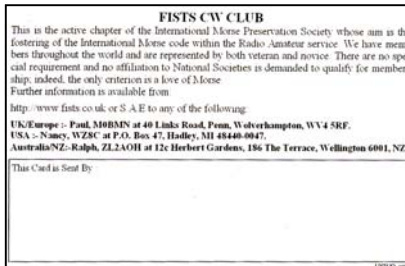 FISTS CW CLUB
This is the active chapter of the International Morse Preservation Society whose aim is the
fostering of the International Morse code within the Radio Amateur service. We have mem
bers throughout the world and are represented by both veteran and novice. There are no spe
cial requirement and no affiliation to National Societies is demanded to qualify for member
ship; indeed, the only criterion is a love of Morse
Further information is available from
http://www.fists.co.uk or S A E to any of the following:
UK/Europe :- Paul, M0BMN at 40 Links Road, Penn, Wolverhampton, WV4 5RF.
USA :- Nancy, WZ8C at P.O. Box 47, Hadley, MI 48440-0047.
Australia/NZ:-Ralph, ZL2AOH at 12c Herbert Gardens, 186 The Terrace, Wellington 6001, NZ
This Card is Sent By